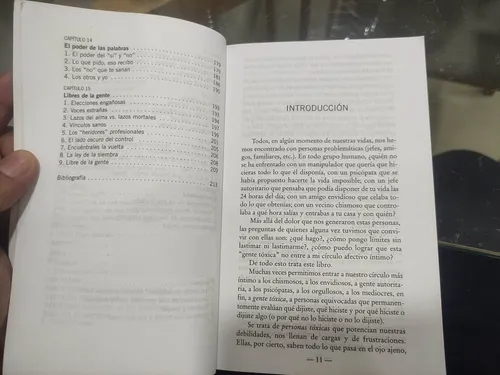 CAPÍTULO 14
El poder de las palabras
1. El poder del "sí" y "no" 179
2. Lo que pido, eso recibo
3. Los "no" que te sanan
4. Los otros y yo
CAPÍTULO 15
Libres de la gente 193
1. Elecciones engañosas
2. Voces extrañas
3. Lazos del alma vs. lazos mortales
4. Vínculos sanos
5. Los "heridores" profesionales
6. El lado oscuro del control
7. Encuéntrales la vuelta
8. La ley de la siembra
9. Libre de la gente
Bibliografía 213
INTRODUCCIÓN
Todos, en algún momento de nuestras vidas, nos he-
mos encontrado con personas problemáticas (jefes, ami-
gos, familiares, etc.). En todo grupo humano, ¿quién no
se ha enfrentado con un manipulador que quería que hi-
cieras todo lo que él disponía, con un psicópata que se
había propuesto hacerte la vida imposible; con un jefe
autoritario que pensaba que podía disponer de tu vida las
24 horas del día; con un amigo envidioso que celaba to-
do lo que obtenías; con un vecino chusmoso que contro-
laba a qué hora salías y entrabas a tu casa y con quién?
Más allá del dolor que nos generaron estas personas,
las preguntas de quienes alguna vez tuvimos que convi-
vir con ellas son: ¿qué hago?, ¿cómo pongo límites sin
lastimar ni lastimarme?, ¿cómo puedo lograr que esta
"gente tóxica" no entre a mi círculo afectivo íntimo?
De todo esto trata este libro.
Muchas veces permitimos entrar a nuestro círculo más
íntimo a los chismosos, a los envidiosos, a gente autorita-
ria, a los psicópatas, a los orgullosos, a los mediocres, en
fin, a gente tóxica, a personas equivocadas que permanen-
temente evalúan qué dijiste, qué hiciste y por qué hiciste o
dijiste algo (o por qué no lo hiciste o no lo dijiste).
Se trata de personas tóxicas que potencian nuestras
debilidades, nos llenan de cargas y de frustraciones.
Ellas, por cierto, saben todo lo que pasa en el ojo ajeno,
— 11 —